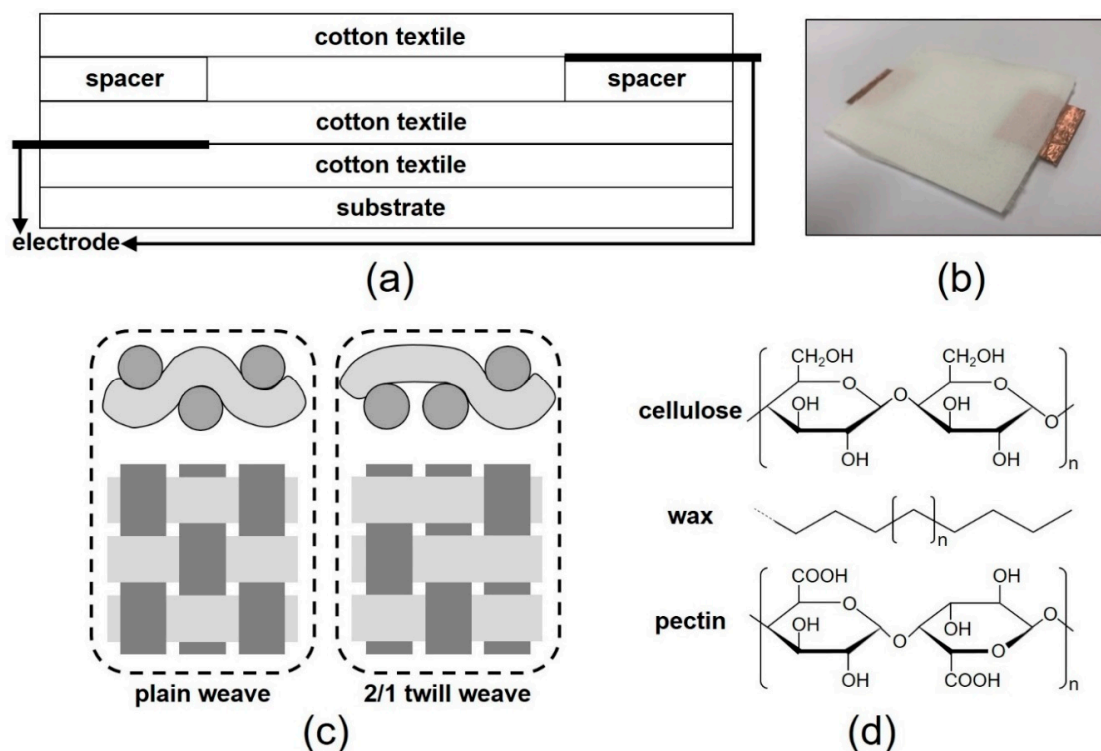 cotton textile
spacer spacer
cotton textile
cotton textile
substrate
electrode
(a)
(b)
plain weave 2/1 twill weave
(c)
cellulose
CH2OH CH2OH
O O
OH O OH O
OH OH n
wax
n
pectin
COOH OH
O OH O
OH O OH O
OH COOH n
(d)